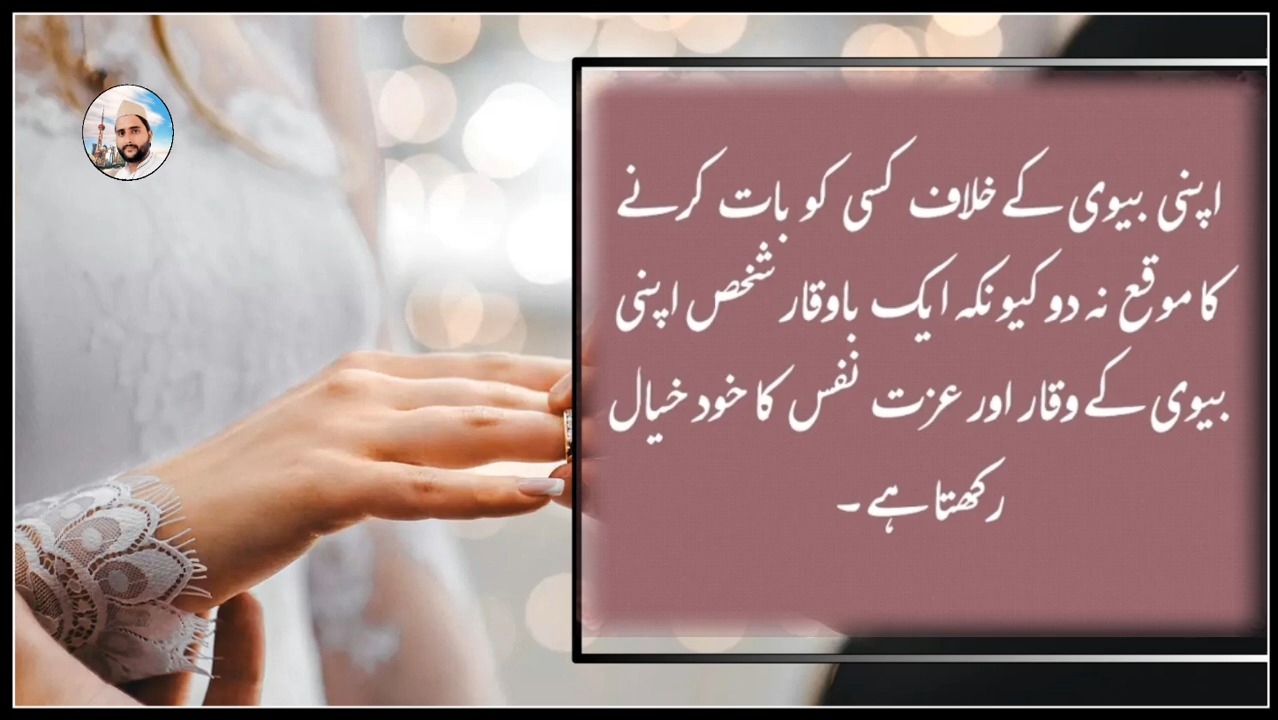 اپنی بیوی کے خلاف کسی کو بات کرنے
کا موقع نہ دو کیونکہ ایک باوقار شخص اپنی
بیوی کے وقار اور عزت نفس کا خود خیال
رکھتا ہے ۔